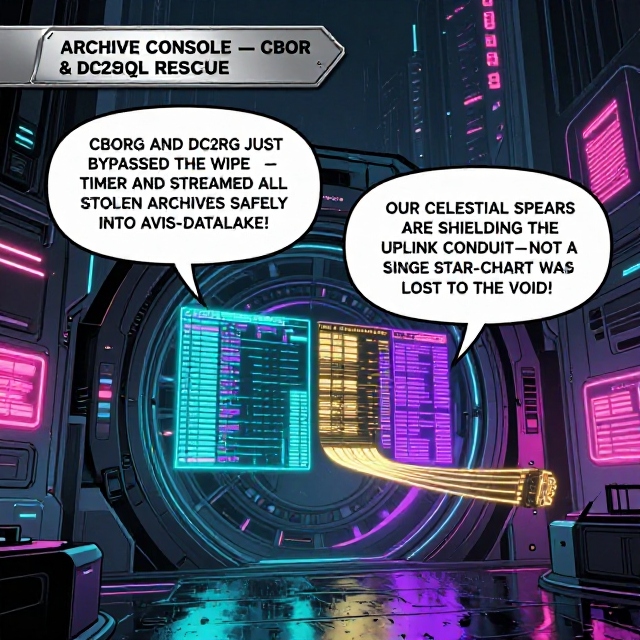 ARCHIVE CONSOLE — CBOR
& DC29QL RESCUE
CBORG AND DC2RG JUST
BYPASSED THE WIPE —
TIMER AND STREAMED ALL
STOLEN ARCHIVES SAFELY
INTO AVIS-DATALAKE!
OUR CELESTIAL SPEARS
ARE SHIELDING THE
UPLINK CONDUIT—NOT A
SINGE STAR-CHART WAS
LOST TO THE VOID!